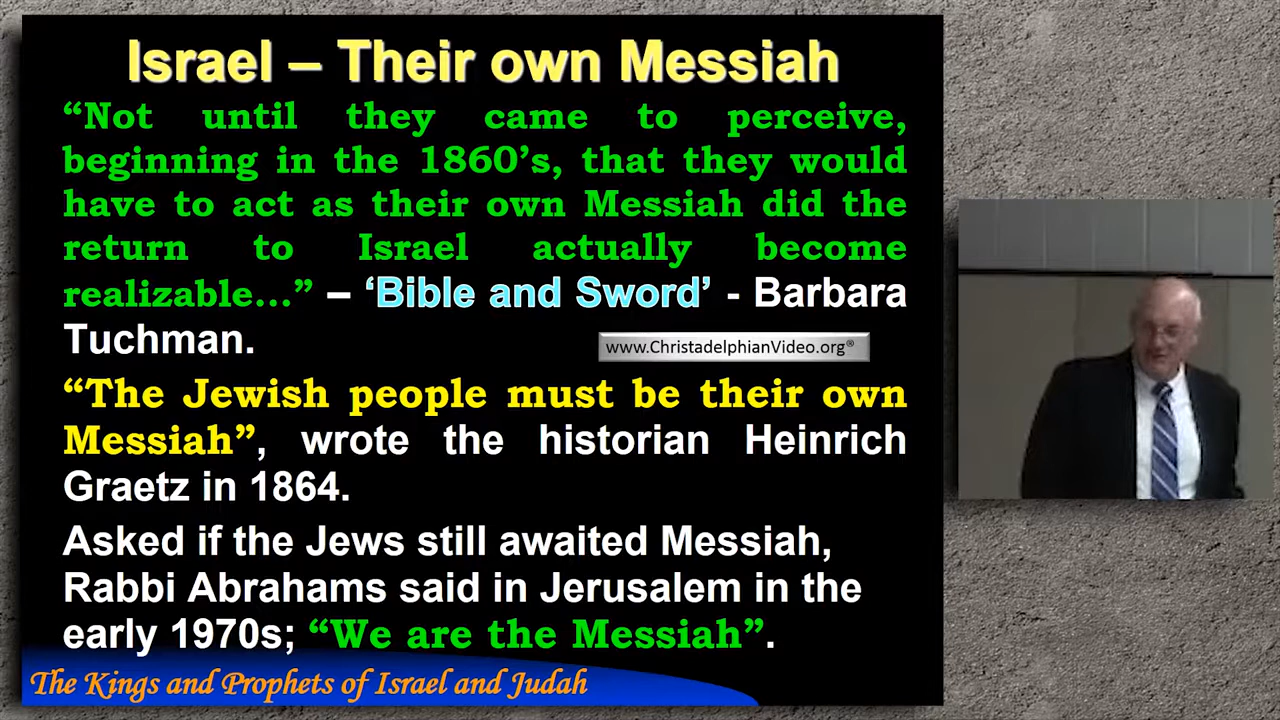 Israel – Their own Messiah
“Not until they came to perceive,
beginning in the 1860’s, that they would
have to act as their own Messiah did the
return to Israel actually become
realizable...” – ‘Bible and Sword’ - Barbara
Tuchman.
www.ChristadelphianVideo.org®
“The Jewish people must be their own
Messiah”, wrote the historian Heinrich
Graetz in 1864.
Asked if the Jews still awaited Messiah,
Rabbi Abrahams said in Jerusalem in the
early 1970s; “We are the Messiah”.
The Kings and Prophets of Israel and Judah